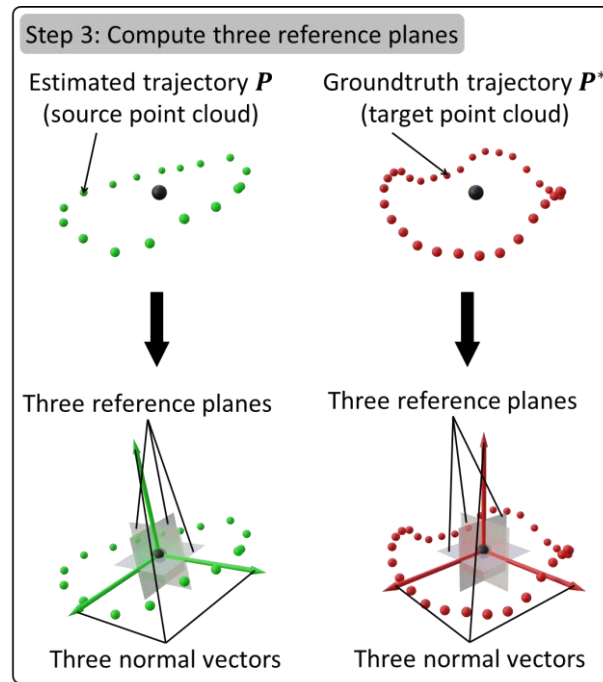 Step 3: Compute three reference planes
Estimated trajectory P
(source point cloud)
Groundtruth trajectory P*
(target point cloud)
Three reference planes
Three reference planes
Three normal vectors
Three normal vectors